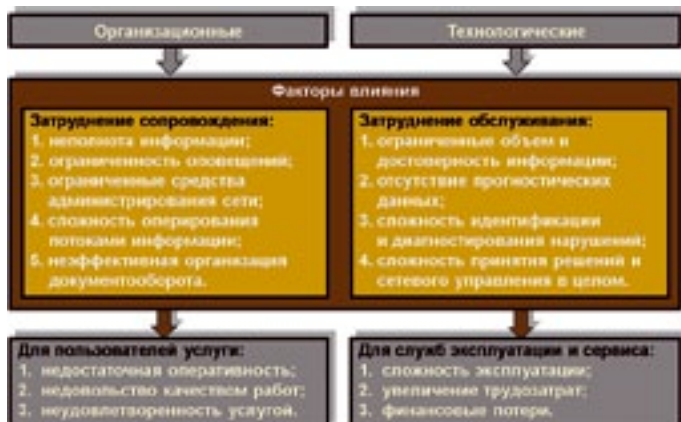 Организационные
Технологические
Факторы влияния
Затруднение сопровождения:
1. неполнота информации;
2. ограниченность оповещений;
3. ограниченные средства
администрирования сети;
4. сложность оперирования
потоками информации;
5. неэффективная организация
документооборота.
Затруднение обслуживания:
1. ограниченные объем и
достоверность информации;
2. отсутствие прогностических
данных;
3. сложность идентификации
и диагностирования нарушений;
4. сложность принятия решений и
сетевого управления в целом.
Для пользователей услуги:
1. недостаточная оперативность;
2. недовольство качеством работ;
3. неудовлетворенность услугой.
Для служб эксплуатации и сервиса:
1. сложность эксплуатации;
2. увеличение трудозатрат;
3. финансовые потери.